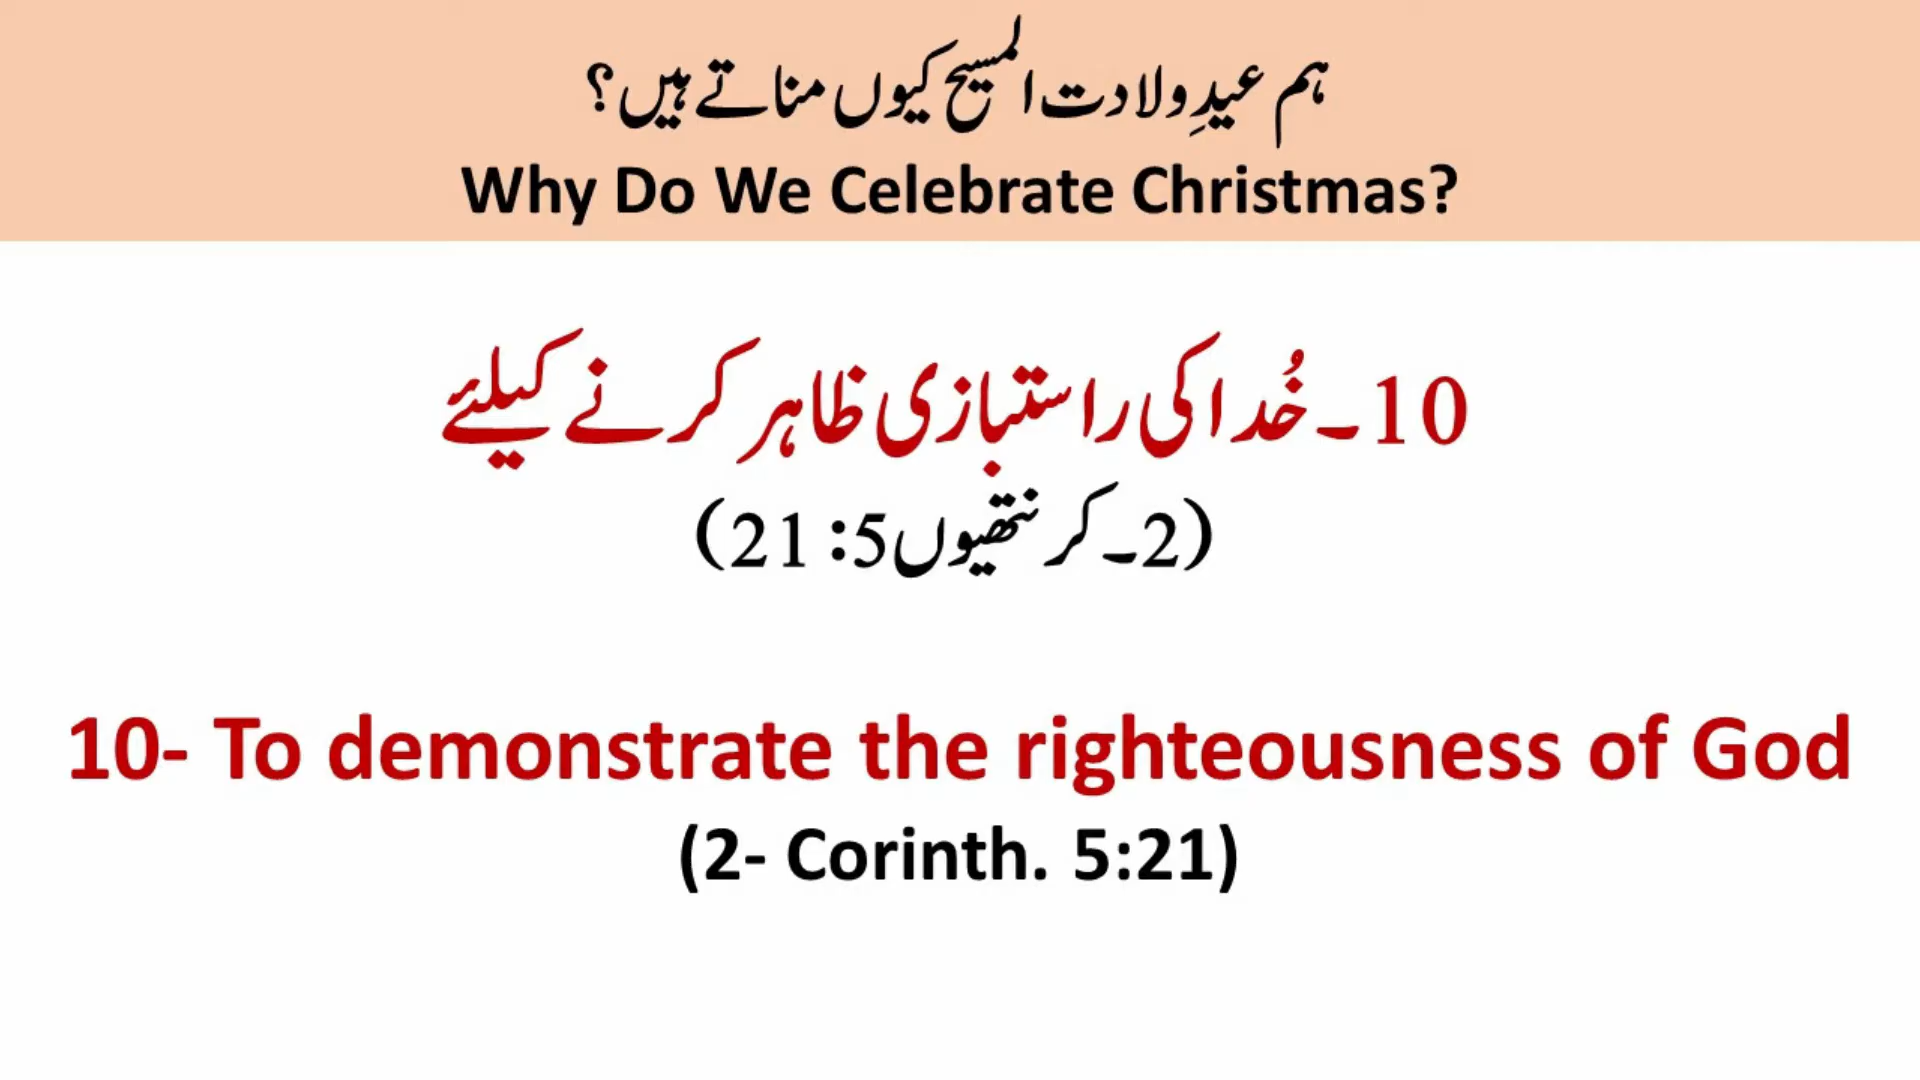 ہم عیدِ ولادت المسیح کیوں مناتے ہیں؟
Why Do We Celebrate Christmas?
10۔ خُدا کی راستبازی ظاہر کرنے کیلئے
(2۔ کرنتھیوں 5: 21)
10- To demonstrate the righteousness of God
(2- Corinth. 5:21)